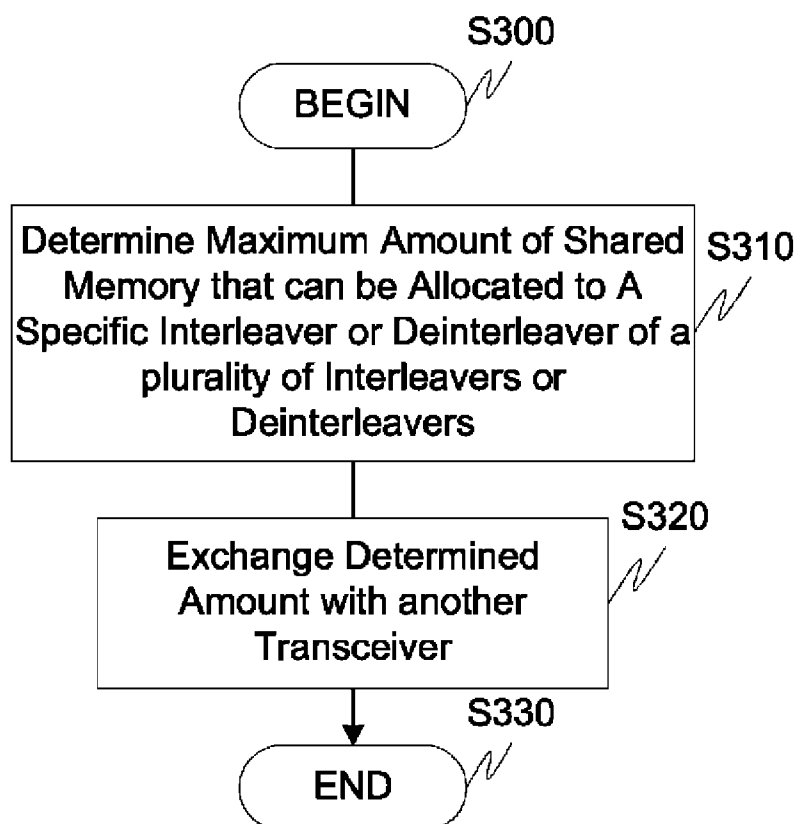 S300
BEGIN
Determine Maximum Amount of Shared
Memory that can be Allocated to A
Specific Interleaver or Deinterleaver of a
plurality of Interleavers or
Deinterleavers
S310
Exchange Determined
Amount with another
Transceiver
S320
S330
END